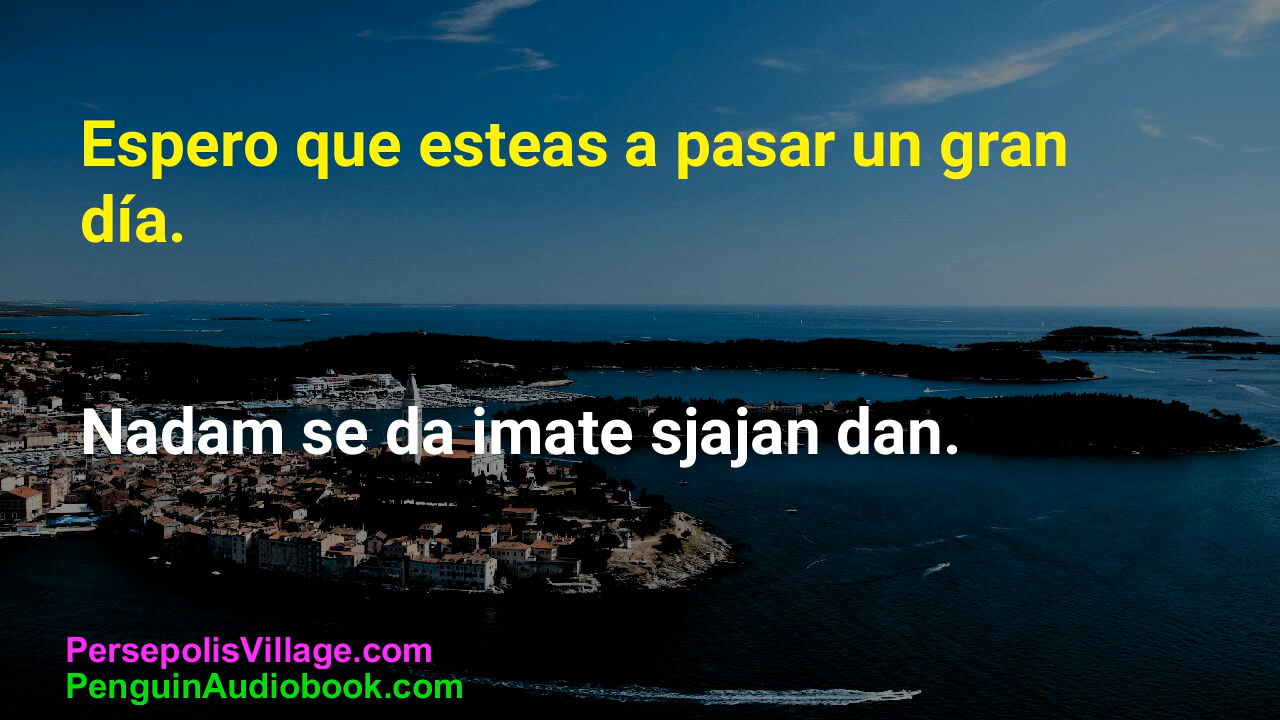 Espero que esteas a pasar un gran
día.
Nadam se da imate sjajan dan.
PersepolisVillage.com
PenguinAudiobook.com